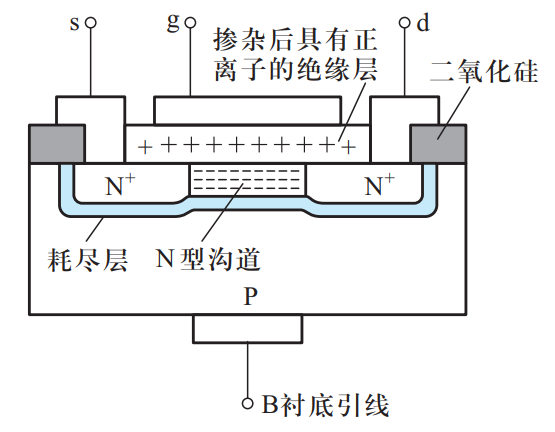 s
g
d
掺杂后具有正
离子的绝缘层
二氧化硅
+ + + + + + + + + +
N⁺
N⁺
耗尽层
N型沟道
P
B衬底引线